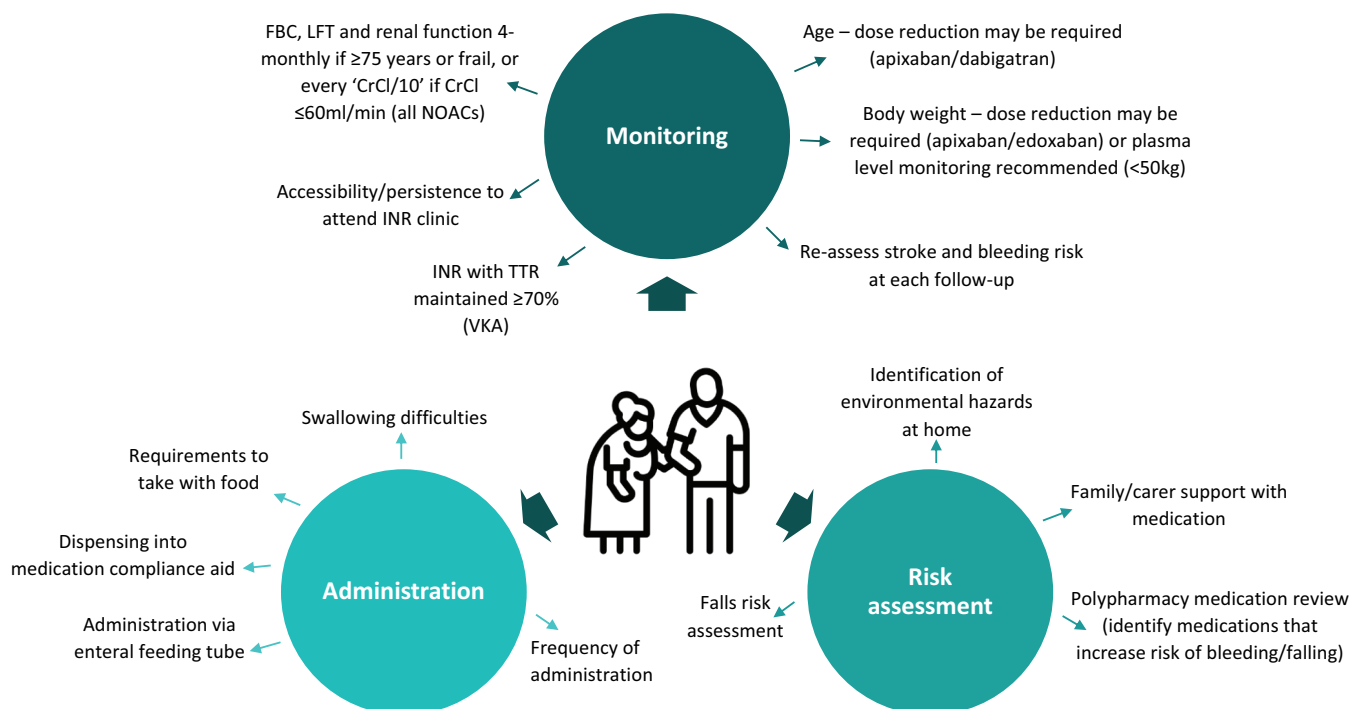 FBC, LFT and renal function 4-
monthly if ≥75 years or frail, or
every ‘CrCl/10’ if CrCl
≤60ml/min (all NOACs)
Age – dose reduction may be required
(apixaban/dabigatran)
Monitoring
Body weight – dose reduction may be
required (apixaban/edoxaban) or plasma
level monitoring recommended (<50kg)
Accessibility/persistence to
attend INR clinic
INR with TTR
maintained ≥70%
(VKA)
Re-assess stroke and bleeding risk
at each follow-up
Swallowing difficulties
Requirements to
take with food
Dispensing into
medication compliance aid
Administration via
enteral feeding tube
Administration
Frequency of
administration
Identification of
environmental hazards
at home
Family/carer support with
medication
Risk
assessment
Falls risk
assessment
Polypharmacy medication review
(identify medications that
increase risk of bleeding/falling)